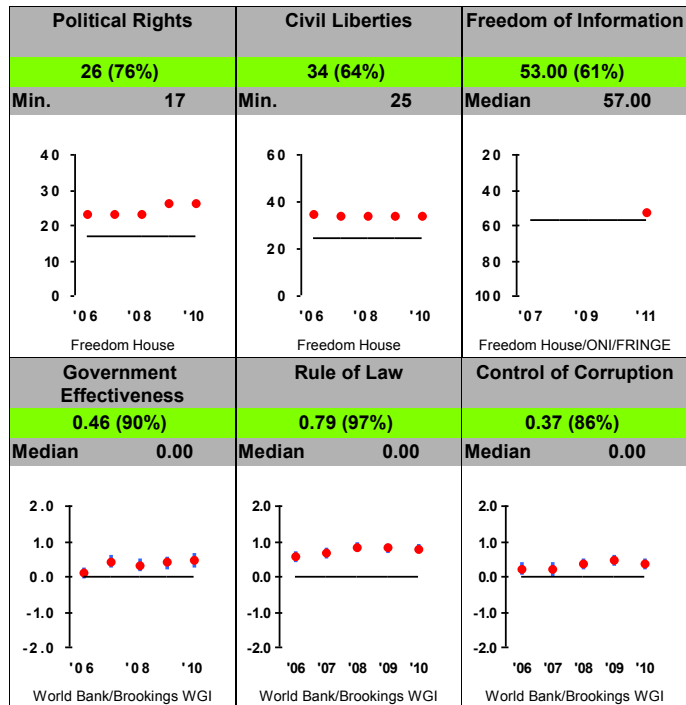 Political Rights
26 (76%)
Min. 17
40
30
20
10
0
'06 '08 '10
Freedom House
Civil Liberties
34 (64%)
Min. 25
60
40
20
0
'06 '08 '10
Freedom House
Freedom of Information
53.00 (61%)
Median 57.00
20
40
60
80
100
'07 '09 '11
Freedom House/ONI/FRINGE
Government
Effectiveness
0.46 (90%)
Median 0.00
2.0
1.0
0.0
-1.0
-2.0
'06 '08 '10
World Bank/Brookings WGI
Rule of Law
0.79 (97%)
Median 0.00
2.0
1.0
0.0
-1.0
-2.0
'06 '07 '08 '09 '10
World Bank/Brookings WGI
Control of Corruption
0.37 (86%)
Median 0.00
2.0
1.0
0.0
-1.0
-2.0
'06 '07 '08 '09 '10
World Bank/Brookings WGI